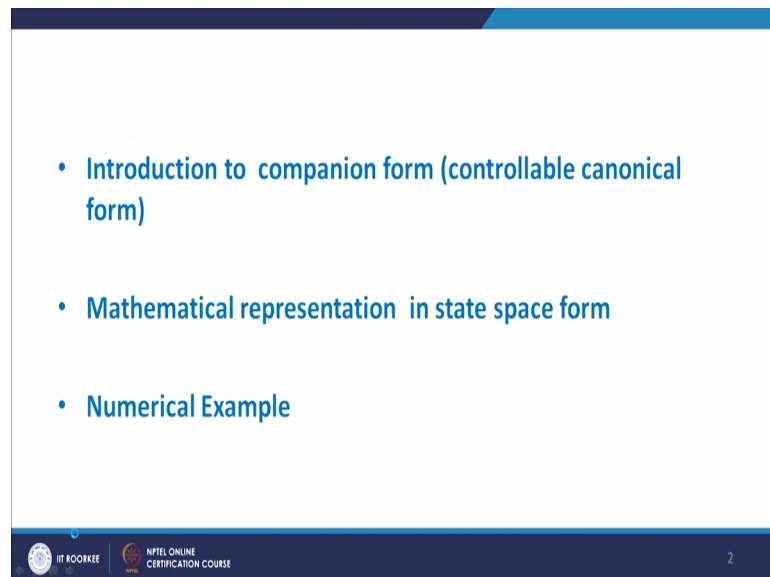 • Introduction to companion form (controllable canonical
form)
• Mathematical representation in state space form
• Numerical Example
IIT ROORKEE
NPTEL ONLINE
CERTIFICATION COURSE
2